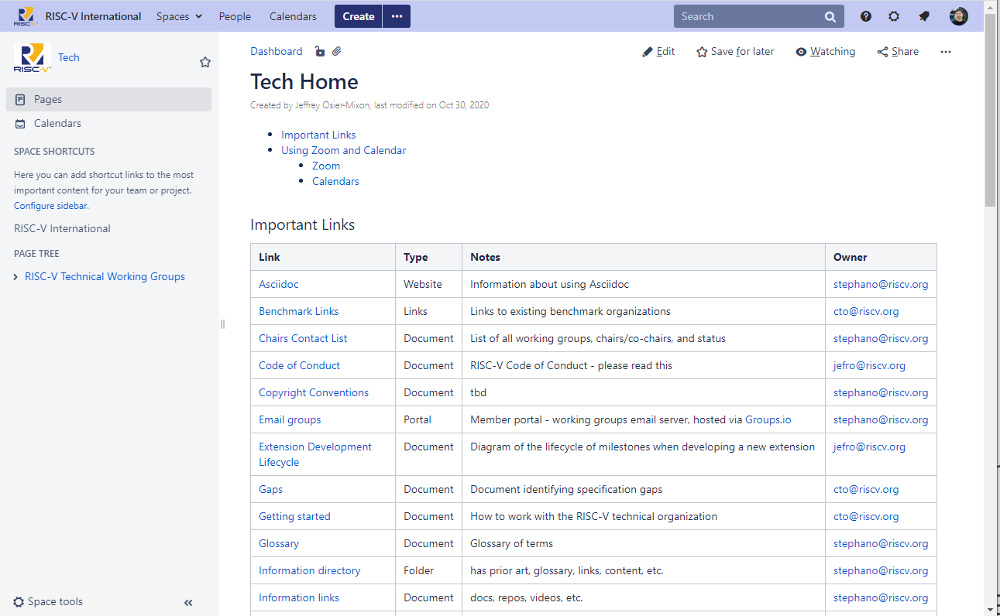 RISC-V International Spaces People Calendars Create ••• Search
RISC-V
RISC-V
Tech
Pages
Calendars
SPACE SHORTCUTS
Here you can add shortcut links to the most
important content for your team or project.
Configure sidebar.
RISC-V International
PAGE TREE
RISC-V Technical Working Groups
Space tools
Dashboard
Edit Save for later Watching Share
Tech Home
Created by Jeffrey Osier-Mixon, last modified on Oct 30, 2020
• Important Links
• Using Zoom and Calendar
• Zoom
• Calendars
Important Links
Link Type Notes Owner
Asciidoc Website Information about using Asciidoc stephano@riscv.org
Benchmark Links Links Links to existing benchmark organizations cto@riscv.org
Chairs Contact List Document List of all working groups, chairs/co-chairs, and status stephano@riscv.org
Code of Conduct Document RISC-V Code of Conduct - please read this jefro@riscv.org
Copyright Conventions Document tbd stephano@riscv.org
Email groups Portal Member portal - working groups email server, hosted via Groups.io stephano@riscv.org
Extension Development Document Diagram of the lifecycle of milestones when developing a new extension jefro@riscv.org
Lifecycle
Gaps Document Document identifying specification gaps cto@riscv.org
Getting started Document How to work with the RISC-V technical organization cto@riscv.org
Glossary Document Glossary of terms stephano@riscv.org
Information directory Folder has prior art, glossary, links, content, etc. stephano@riscv.org
Information links Document docs, repos, videos, etc. stephano@riscv.org